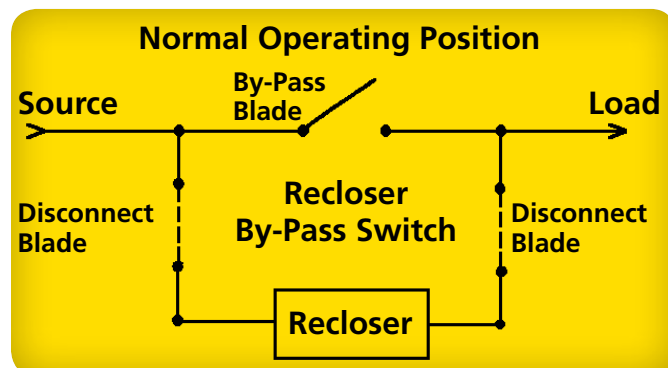 Normal Operating Position
By-Pass
Blade
Source
Load
Disconnect
Blade
Recloser
By-Pass Switch
Disconnect
Blade
Recloser